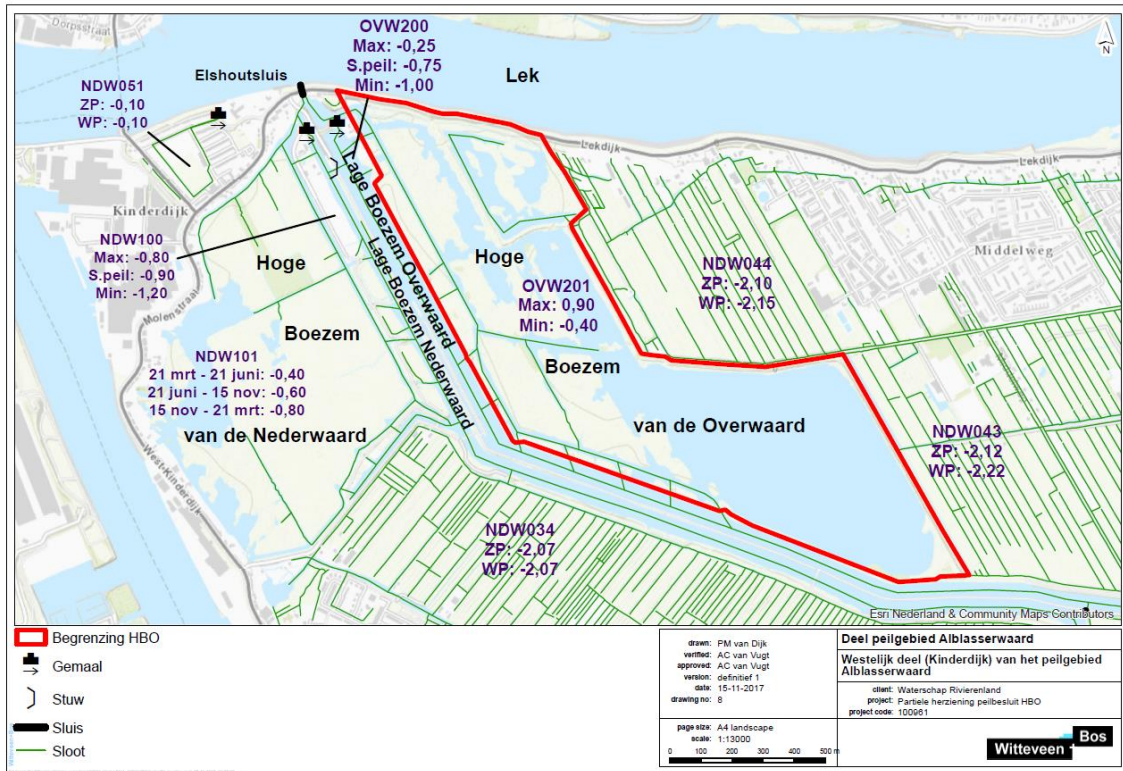 Dorpsstraat
OVW200
Max: -0,25
S.peil: -0,75
Min: -1,00
Elshoutsluis
Lek
N
NDW051
ZP: -0,10
WP: -0,10
Lekdijk
Lekdijk
Kinderdijk
Middelweg
NDW100
Max: -0,80
S.peil: -0,90
Min: -1,20
Molenstraat
Hoge
Lage Boezem Overwaard
Lage Boezem Nederwaard
Hoge
NDW044
ZP: -2,10
WP: -2,15
OVW201
Max: 0,90
Min: -0,40
Boezem
Boezem
NDW101
21 mrt - 21 juni: -0,40
21 juni - 15 nov: -0,60
15 nov - 21 mrt: -0,80
van de Nederwaard
van de Overwaard
West-Kinderdijk
NDW043
ZP: -2,12
WP: -2,22
NDW034
ZP: -2,07
WP: -2,07
Esri Nederland & Community Maps Contributors
Begrenzing HBO
Gemaal
Stuw
Sluis
Sloot
drawn: PM van Dijk
verified: AC van Vugt
approved: AC van Vugt
version: definitief 1
date: 15-11-2017
drawing no: 8
page size: A4 landscape
scale: 1:13000
0 100 200 300 400 500 m
Deel peilgebied Alblasserwaard
Westelijk deel (Kinderdijk) van het peilgebied
Alblasserwaard
client: Waterschap Rivierenland
project: Partiele herziening peilbesluit HBO
project code: 100961
Witteveen + Bos